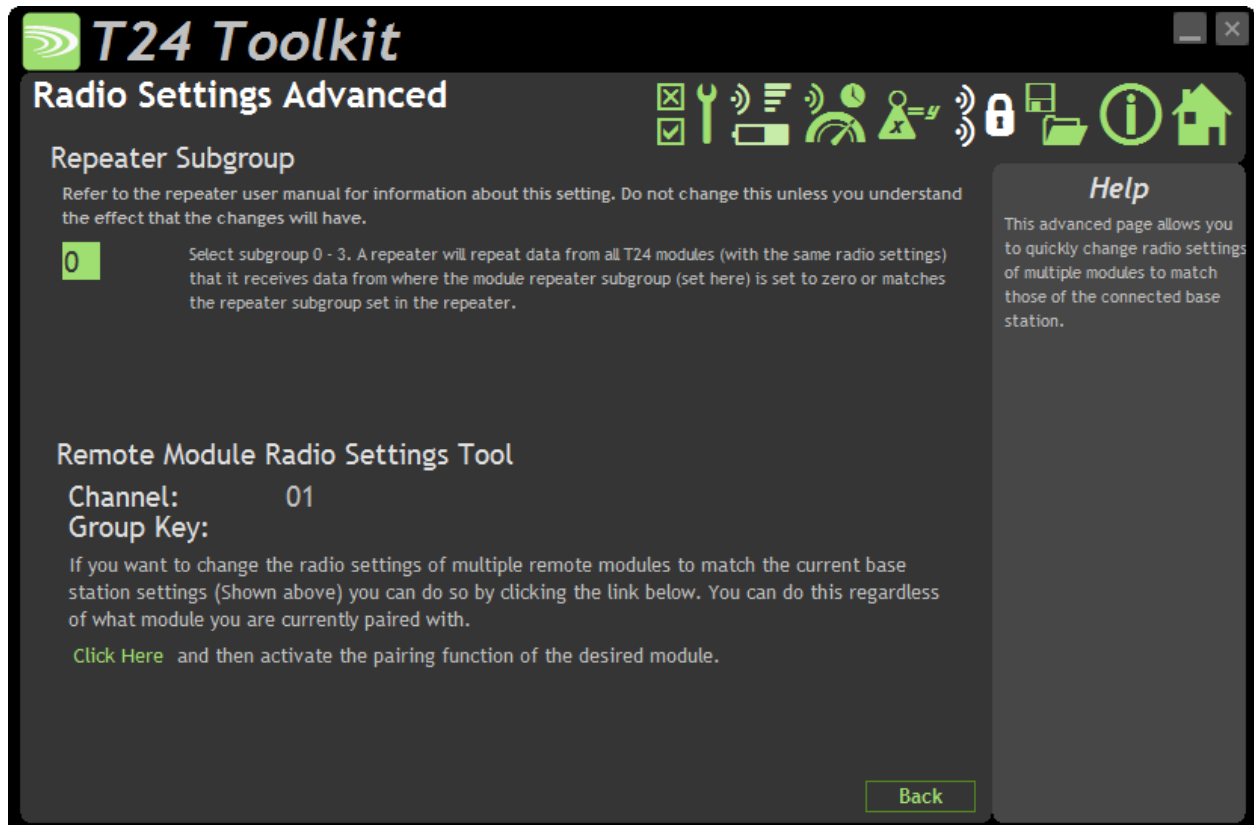 T24 Toolkit
Radio Settings Advanced
x=y
Repeater Subgroup
Refer to the repeater user manual for information about this setting. Do not change this unless you understand
the effect that the changes will have.
0
Select subgroup 0 - 3. A repeater will repeat data from all T24 modules (with the same radio settings)
that it receives data from where the module repeater subgroup (set here) is set to zero or matches
the repeater subgroup set in the repeater.
Remote Module Radio Settings Tool
Channel: 01
Group Key:
If you want to change the radio settings of multiple remote modules to match the current base
station settings (Shown above) you can do so by clicking the link below. You can do this regardless
of what module you are currently paired with.
Click Here and then activate the pairing function of the desired module.
Back
Help
This advanced page allows you
to quickly change radio settings
of multiple modules to match
those of the connected base
station.